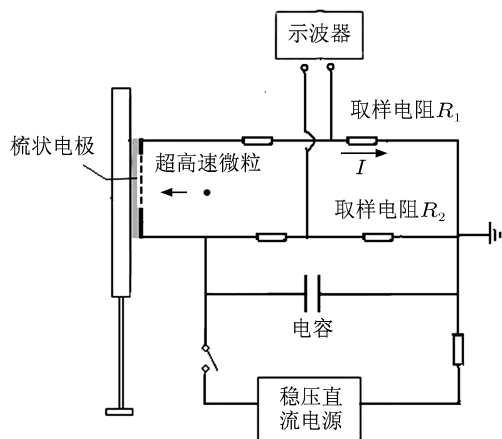 示波器
取样电阻R₁
梳状电极
超高速微粒
I
取样电阻R₂
电容
稳压直
流电源